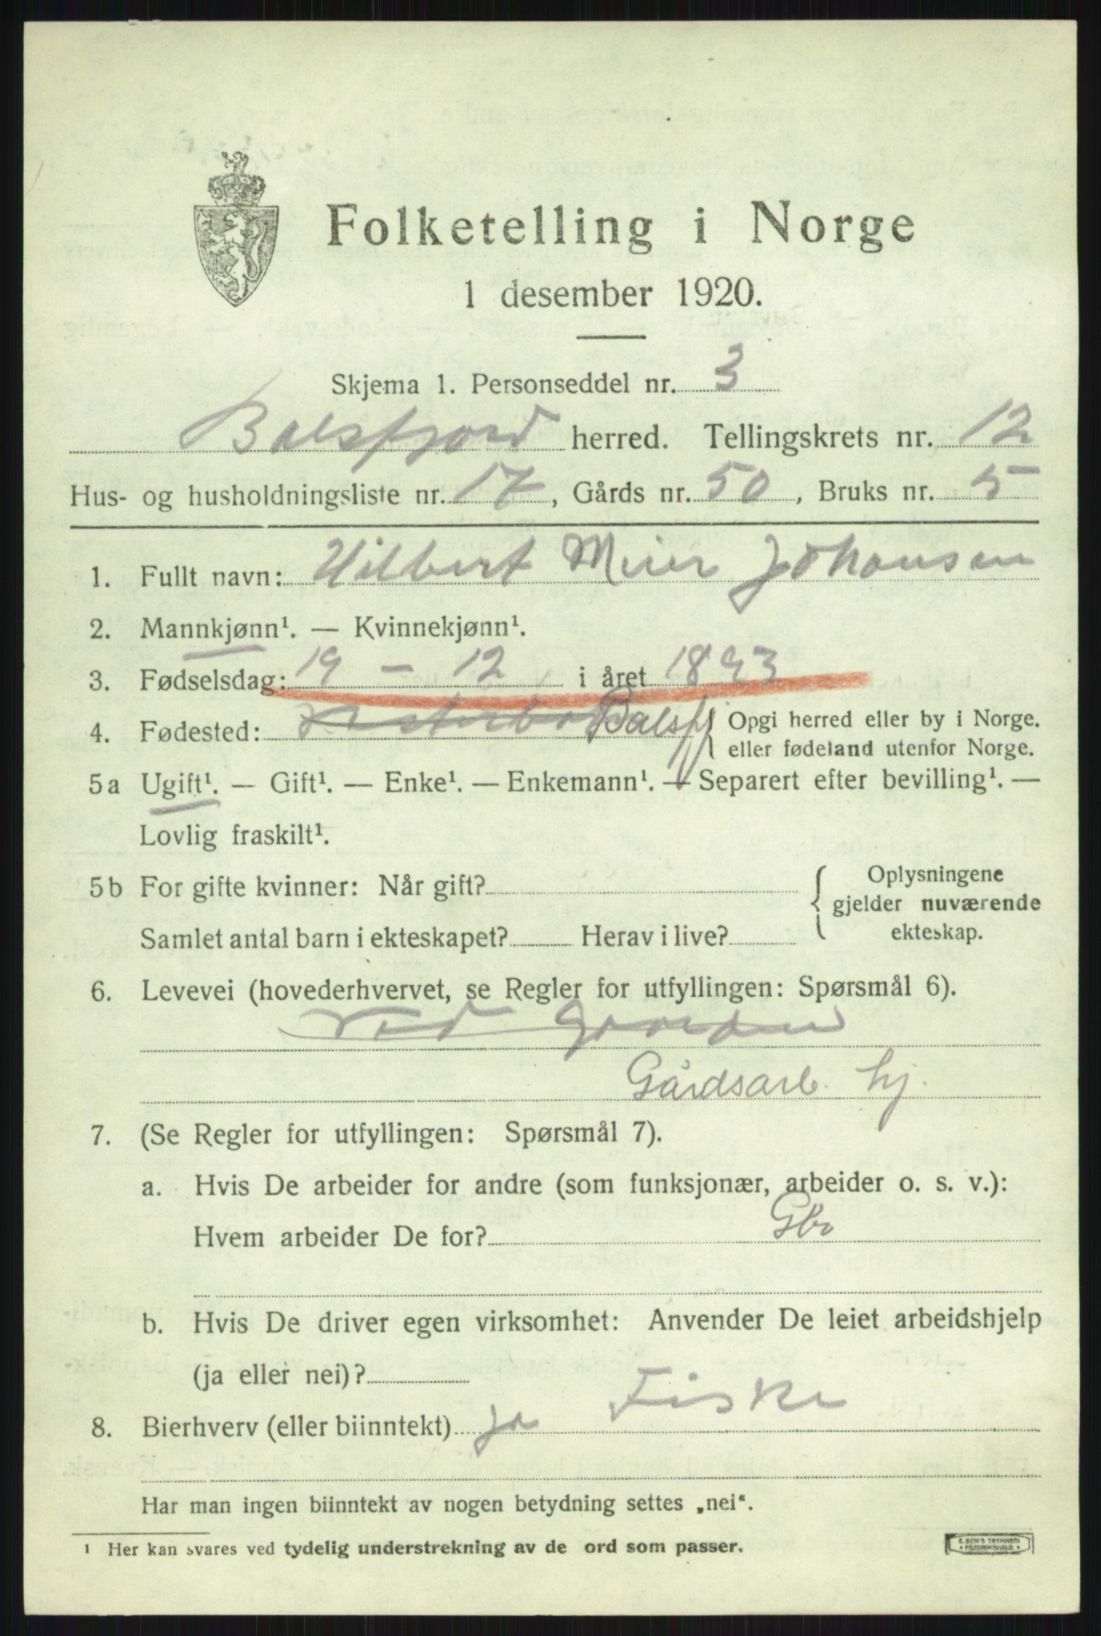 Folketelling i Norge
1 desember 1920.
Skjema 1. Personseddel nr. 3
Balsfjord herred. Tellingskrets nr. 12
Hus- og husholdningsliste nr. 17, Gårds nr. 50, Bruks nr. 5
1. Fullt navn: Hilbert Meier Johansen
2. Mannkjønn¹. — Kvinnekjønn¹.
3. Fødselsdag: 19 - 12 i året 1893
4. Fødested: Balsfj Opgi herred eller by i Norge,
eller fødeland utenfor Norge.
5a Ugift¹. — Gift¹. — Enke¹. — Enkemann¹. — Separert efter bevilling¹. —
Lovlig fraskilt¹.
5b For gifte kvinner: Når gift?
Samlet antal barn i ekteskapet? Herav i live?
Oplysningene
gjelder nuværende
ekteskap.
6. Levevei (hovederhvervet, se Regler for utfyllingen: Spørsmål 6).
Ved Gaarden
Gårdsarb. hj.
7. (Se Regler for utfyllingen: Spørsmål 7).
a. Hvis De arbeider for andre (som funksjonær, arbeider o. s. v.):
Hvem arbeider De for? Gbr
b. Hvis De driver egen virksomhet: Anvender De leiet arbeidshjelp
(ja eller nei)?
8. Bierhverv (eller biinntekt) ja Fiske
Har man ingen biinntekt av nogen betydning settes „nei".
¹ Her kan svares ved tydelig understrekning av de ord som passer.